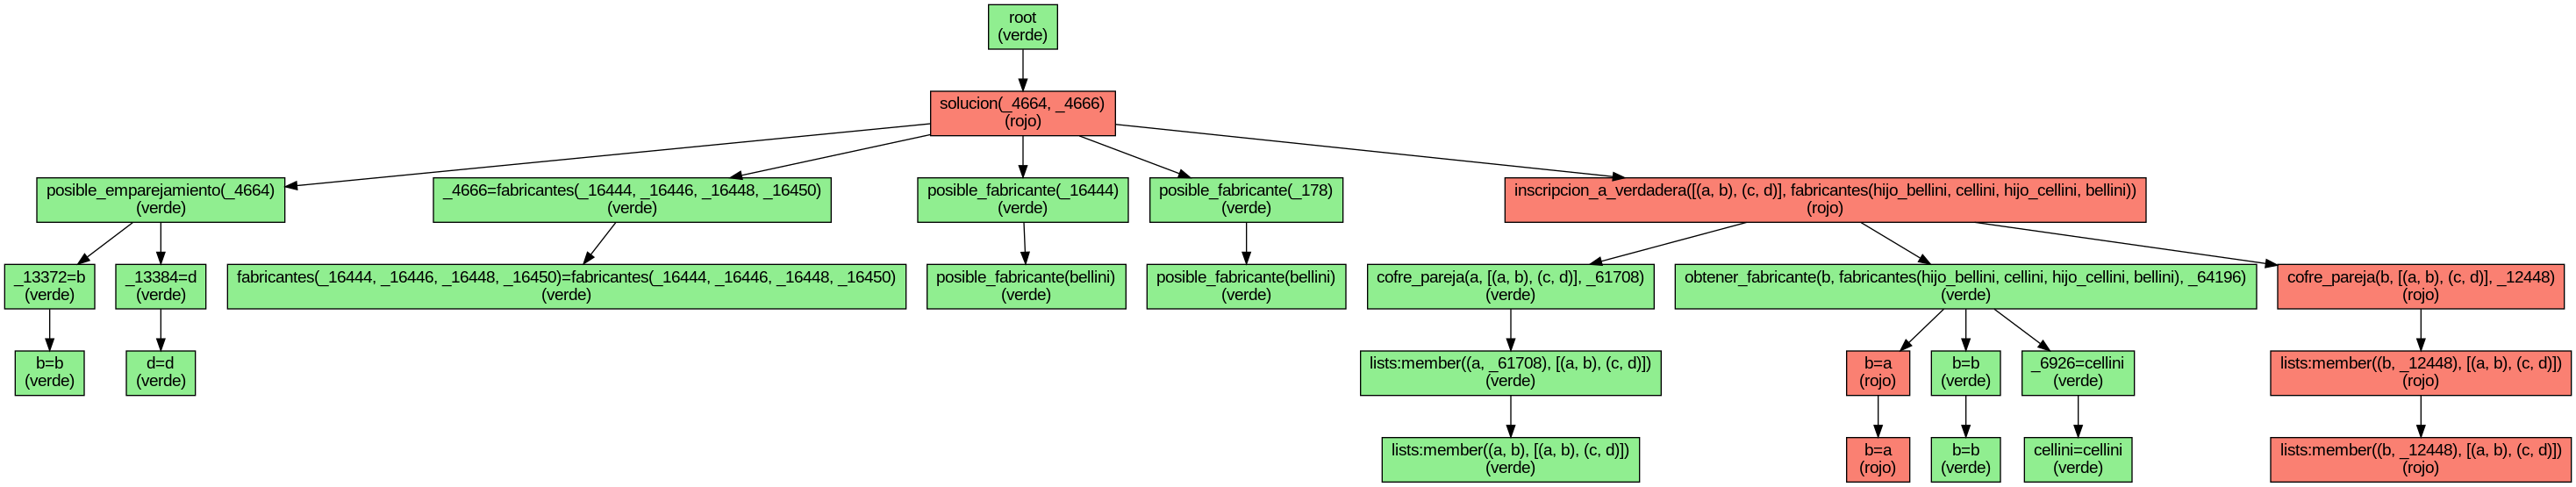 root
(verde)
solucion(_4664, _4666)
(rojo)
posible_emparejamiento(_4664)
(verde)
_4666=fabricantes(_16444, _16446, _16448, _16450)
(verde)
posible_fabricante(_16444)
(verde)
posible_fabricante(_178)
(verde)
inscripcion_a_verdadera([(a, b), (c, d)], fabricantes(hijo_bellini, cellini, hijo_cellini, bellini))
(rojo)
_13372=b
(verde)
_13384=d
(verde)
fabricantes(_16444, _16446, _16448, _16450)=fabricantes(_16444, _16446, _16448, _16450)
(verde)
posible_fabricante(bellini)
(verde)
posible_fabricante(bellini)
(verde)
cofre_pareja(a, [(a, b), (c, d)], _61708)
(verde)
obtener_fabricante(b, fabricantes(hijo_bellini, cellini, hijo_cellini, bellini), _64196)
(verde)
cofre_pareja(b, [(a, b), (c, d)], _12448)
(rojo)
b=b
(verde)
d=d
(verde)
lists:member((a, _61708), [(a, b), (c, d)])
(verde)
b=a
(rojo)
b=b
(verde)
_6926=cellini
(verde)
lists:member((b, _12448), [(a, b), (c, d)])
(rojo)
lists:member((a, b), [(a, b), (c, d)])
(verde)
b=a
(rojo)
b=b
(verde)
cellini=cellini
(verde)
lists:member((b, _12448), [(a, b), (c, d)])
(rojo)